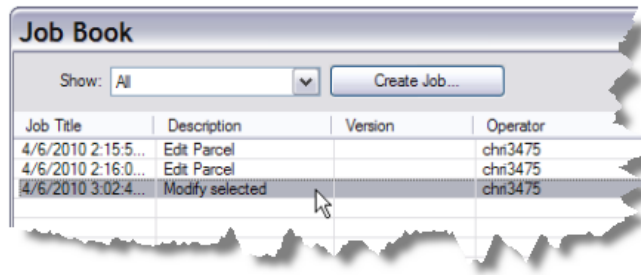 Job Book
Show: All Create Job...
Job Title Description Version Operator
4/6/2010 2:15:5... Edit Parcel chri3475
4/6/2010 2:16:0... Edit Parcel chri3475
4/6/2010 3:02:4... Modify selected chri3475